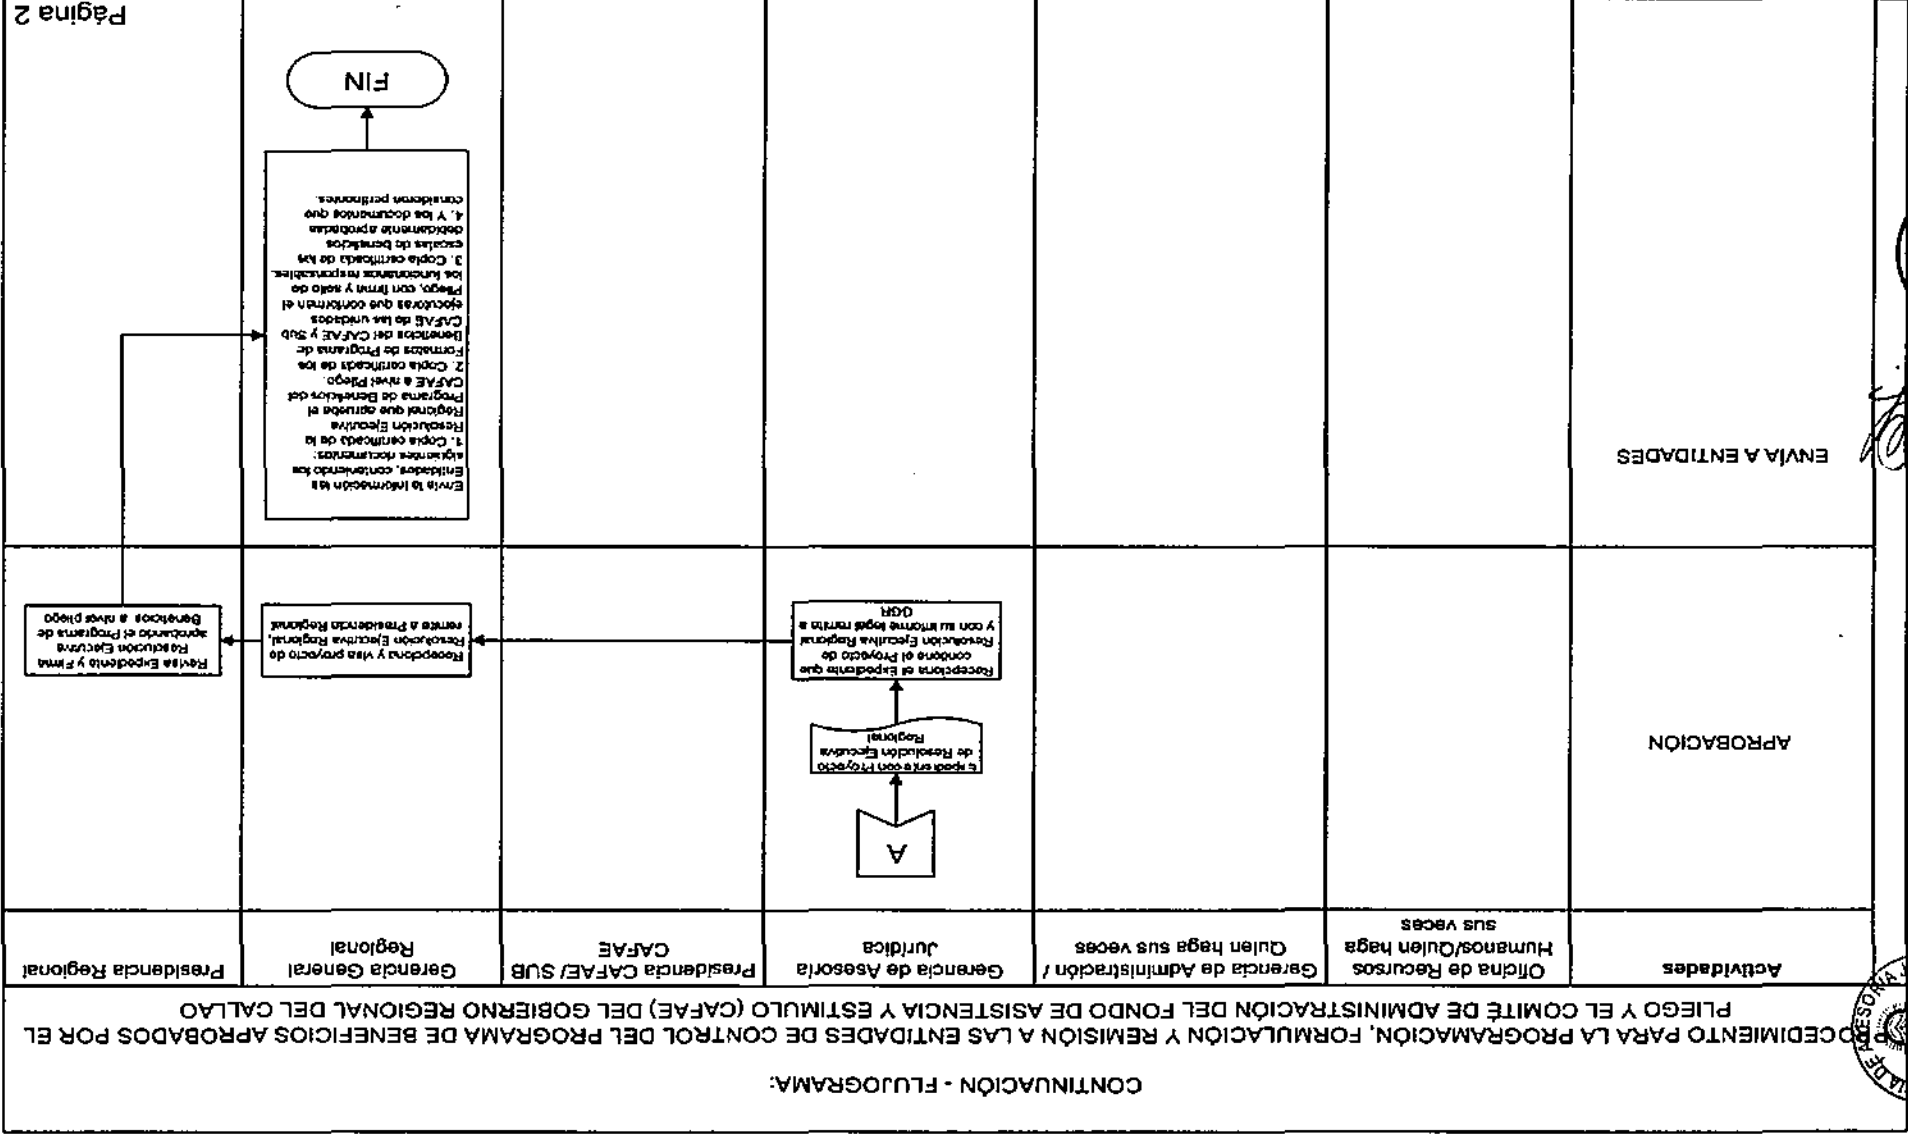 CONTINUACIÓN - FLUJOGRAMA:
PROCEDIMIENTO PARA LA PROGRAMACIÓN, FORMULACIÓN Y REMISIÓN A LAS ENTIDADES DE CONTROL DEL PROGRAMA DE BENEFICIOS APROBADOS POR EL
PLIEGO Y EL COMITÉ DE ADMINISTRACIÓN DEL FONDO DE ASISTENCIA Y ESTIMULO (CAFAE) DEL GOBIERNO REGIONAL DEL CALLAO
Actividades
Oficina de Recursos
Humanos/Quien haga
sus veces
Gerencia de Administración /
Quien haga sus veces
Gerencia de Asesoria
Jurídica
Presidencia CAFAE/ SUB
CAFAE
Gerencia General
Regional
Presidencia Regional
APROBACIÓN
A
Expediente con Proyecto
de Resolución Ejecutiva
Regional
Recepciona el Expediente que
contiene el Proyecto de
Resolución Ejecutiva Regional
y con su informe legal remite a
GGR
Recepciona y visa proyecto de
Resolución Ejecutiva Regional,
remite a Presidencia Regional
Revisa Expediente y Firma
Resolución Ejecutiva
aprobando el Programa de
Beneficios a nivel pliego
ENVÍA A ENTIDADES
Envía la Información las
Entidades, conteniendo los
siguientes documentos:
1. Copia certificada de la
Resolución Ejecutiva
Regional que aprueba el
Programa de Beneficios del
CAFAE a nivel Pliego.
2. Copia certificada de los
Formatos de Programa de
Beneficios del CAFAE y Sub
CAFAE de las unidades
ejecutoras que conforman el
Pliego, con firma y sello de
los funcionarios responsables.
3. Copia certificada de las
escalas de beneficios
debidamente aprobadas
4. Y los documentos que
consideren pertinentes.
FIN
Página 2